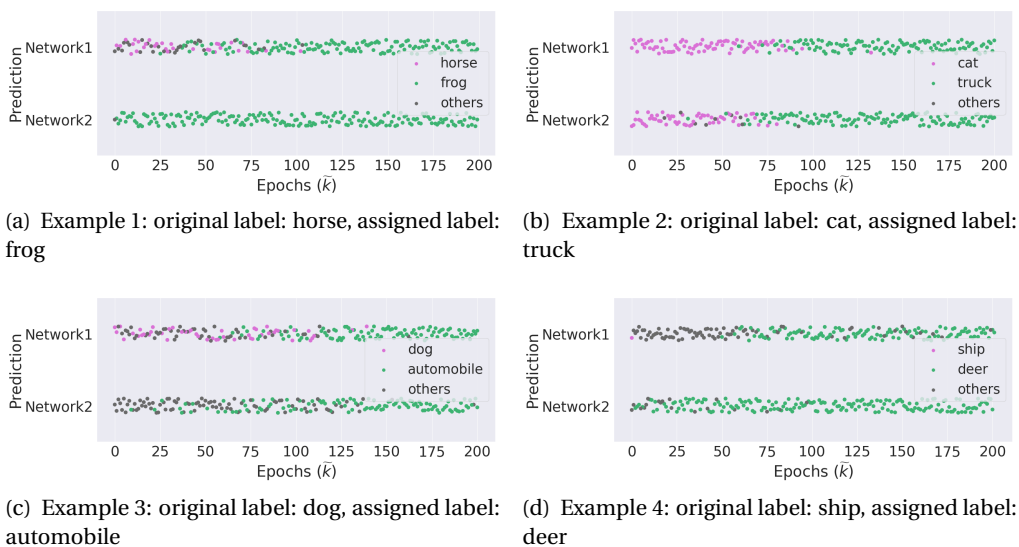 Prediction
Network1
Network2
horse
frog
others
0 25 50 75 100 125 150 175 200
Epochs (k̃)
(a) Example 1: original label: horse, assigned label:
frog
Prediction
Network1
Network2
cat
truck
others
0 25 50 75 100 125 150 175 200
Epochs (k̃)
(b) Example 2: original label: cat, assigned label:
truck
Prediction
Network1
Network2
dog
automobile
others
0 25 50 75 100 125 150 175 200
Epochs (k̃)
(c) Example 3: original label: dog, assigned label:
automobile
Prediction
Network1
Network2
ship
deer
others
0 25 50 75 100 125 150 175 200
Epochs (k̃)
(d) Example 4: original label: ship, assigned label:
deer